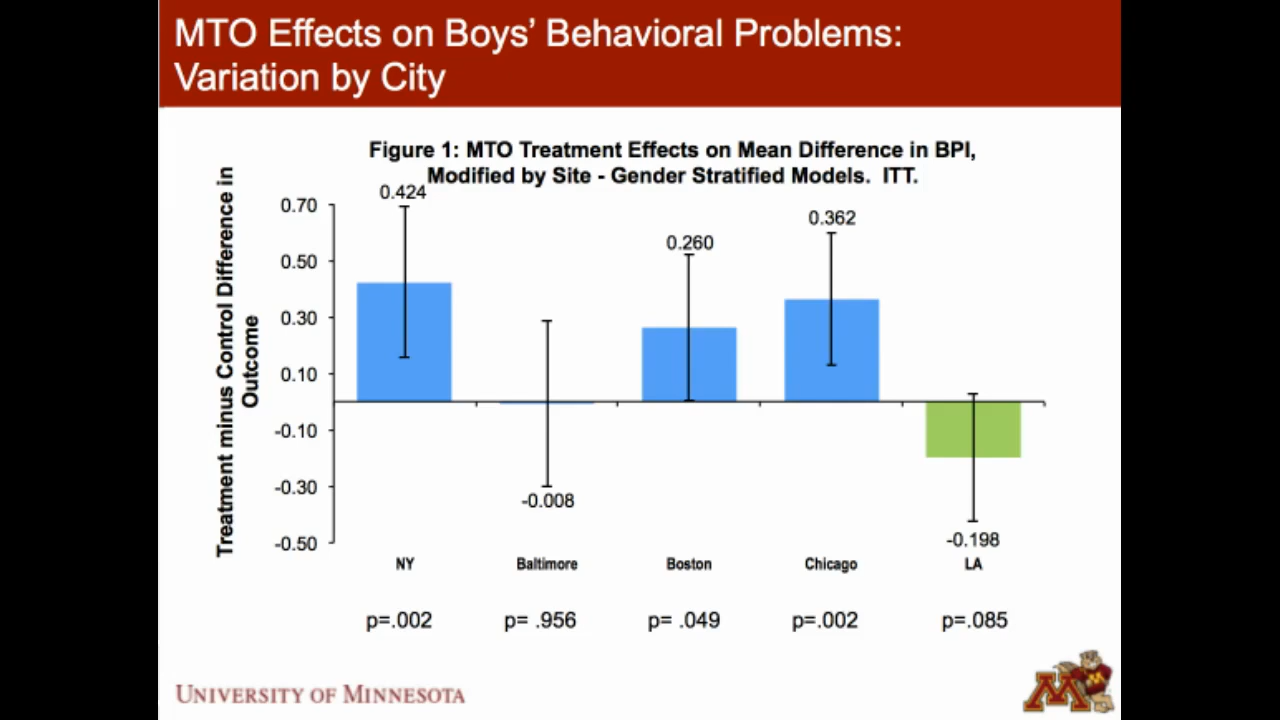 MTO Effects on Boys’ Behavioral Problems:
Variation by City
Figure 1: MTO Treatment Effects on Mean Difference in BPI,
Modified by Site - Gender Stratified Models.  ITT.
Treatment minus Control Difference in
Outcome
0.70
0.50
0.30
0.10
-0.10
-0.30
-0.50
0.424
-0.008
0.260
0.362
-0.198
NY Baltimore Boston Chicago LA
p=.002 p= .956 p= .049 p=.002 p=.085
UNIVERSITY OF MINNESOTA
M